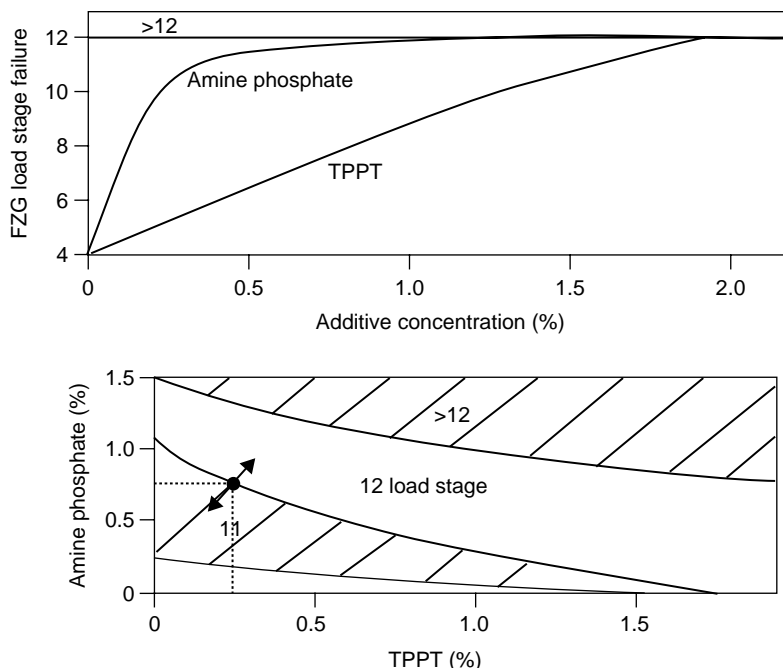 FZG load stage failure
12
10
8
6
4
>12
Amine phosphate
TPPT
0 0.5 1.0 1.5 2.0
Additive concentration (%)
Amine phosphate (%)
1.5
1.0
0.5
0
>12
12 load stage
11
0 0.5 1.0 1.5
TPPT (%)